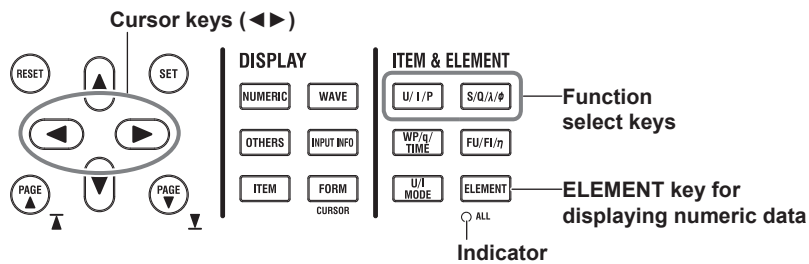 Cursor keys (◄►)
DISPLAY
ITEM & ELEMENT
RESET
SET
NUMERIC
WAVE
U/ I /P
S/Q/λ/ϕ
Function
select keys
OTHERS
INPUT INFO
WP/q/
TIME
FU/FI/η
PAGE
PAGE
ITEM
FORM
CURSOR
U/I
MODE
ELEMENT
ELEMENT key for
displaying numeric data
ALL
Indicator